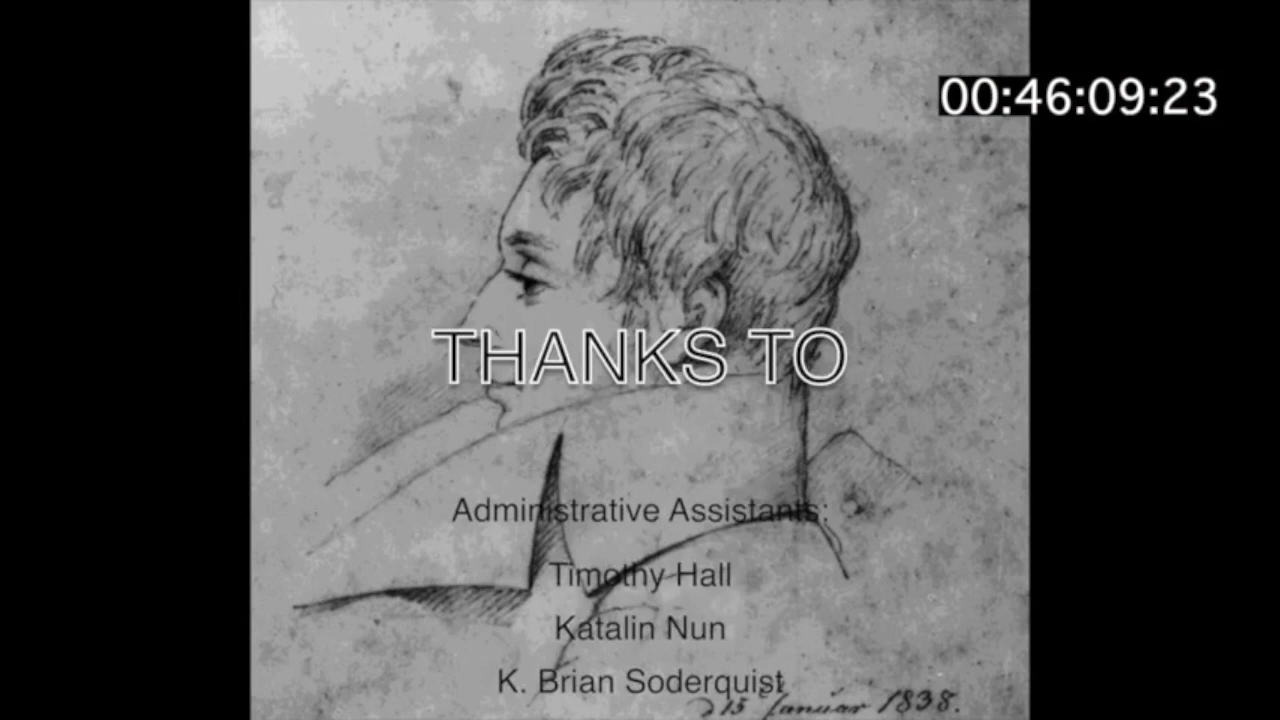 00:46:09:23
THANKS TO
Administrative Assistants:
Timothy Hall
Katalin Nun
K. Brian Soderquist
d 15 Januar 1838.